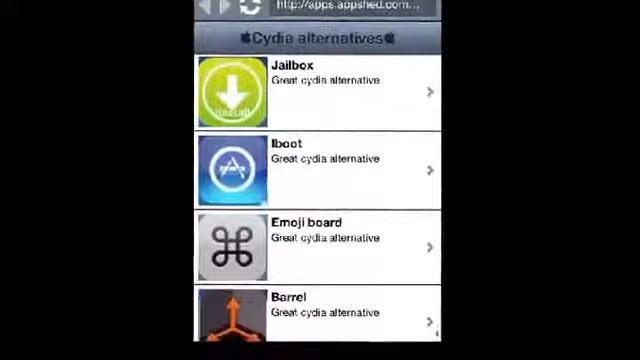 http://apps.appshed.com...
Cydia alternatives
Jailbox
Great cydia alternative
Install
Iboot
Great cydia alternative
Emoji board
Great cydia alternative
Barrel
Great cydia alternative